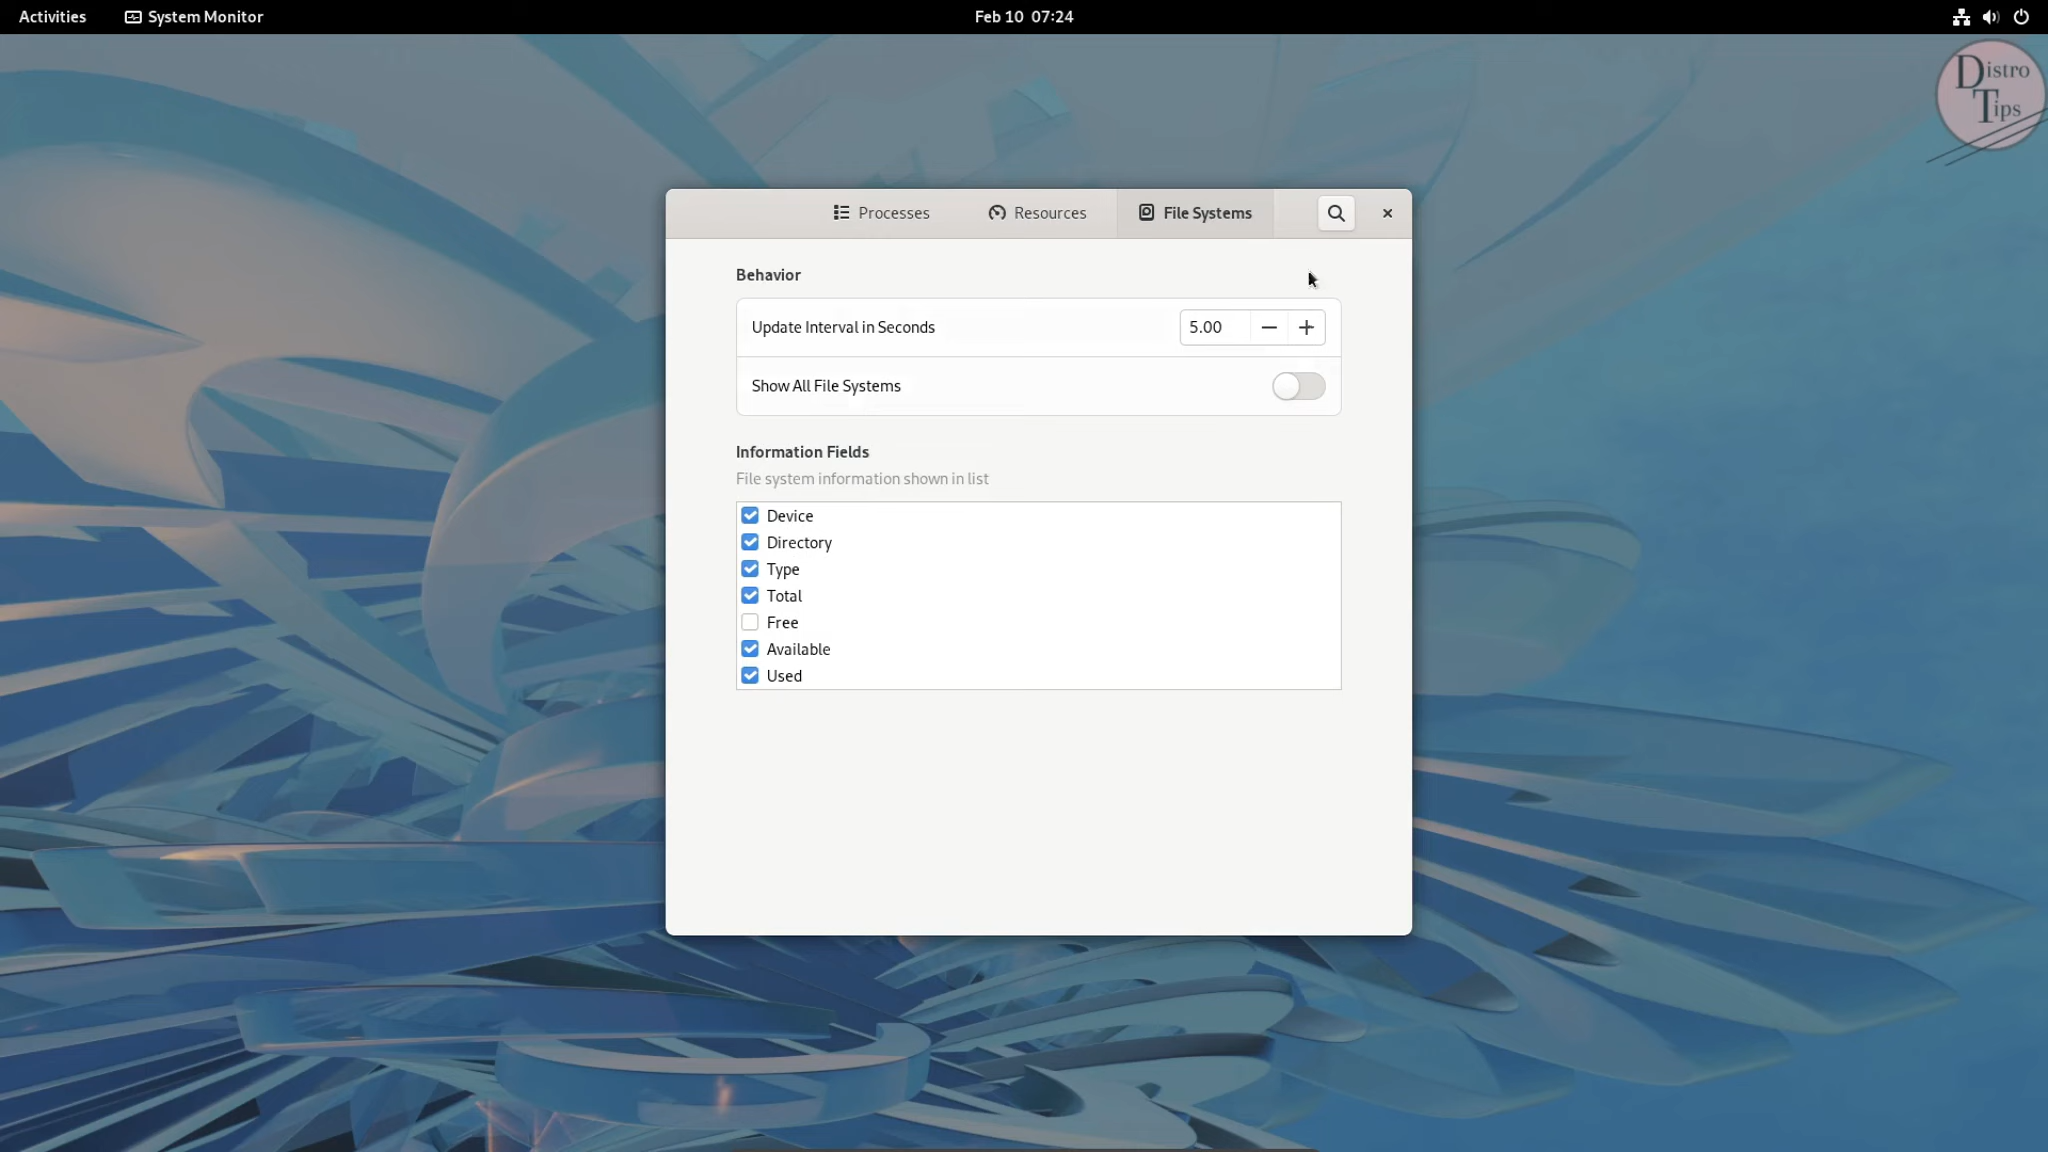 Activities
System Monitor
Feb 10 07:24
Distro
Tips
Processes
Resources
File Systems
Behavior
Update Interval in Seconds
5.00
Show All File Systems
Information Fields
File system information shown in list
Device
Directory
Type
Total
Free
Available
Used